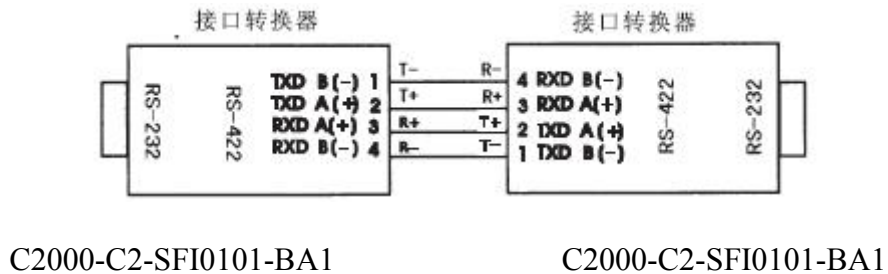 接口转换器 接口转换器
RS-232
RS-422
TXD B(-) 1
TXD A(+) 2
RXD A(+) 3
RXD B(-) 4
T- R-
T+ R+
R+ T+
R- T-
4 RXD B(-)
3 RXD A(+)
2 TXD A(+)
1 TXD B(-)
RS-422
RS-232
C2000-C2-SFI0101-BA1 C2000-C2-SFI0101-BA1